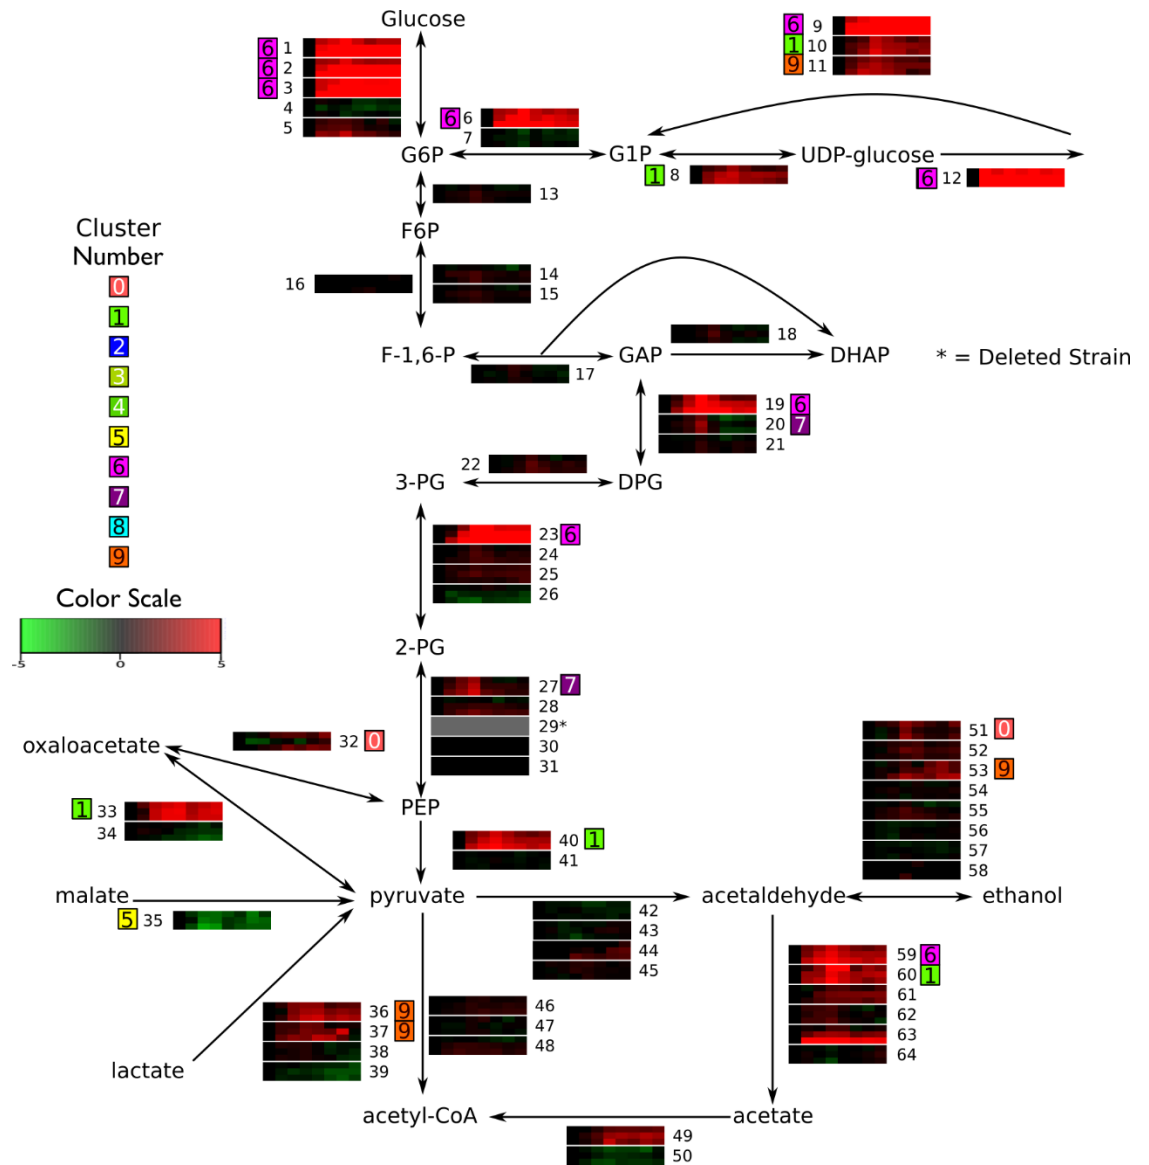 Glucose
6 1
6 2
6 3
4
5
6 9
1 10
9 11
6 6
7
G6P
G1P
UDP-glucose
1 8
6 12
13
F6P
Cluster
Number
0
1
2
3
4
5
6
7
8
9
16
14
15
F-1,6-P
GAP
18
DHAP
* = Deleted Strain
17
19 6
20 7
21
22
3-PG
DPG
23 6
24
25
26
Color Scale
-5 0 5
2-PG
27 7
28
29*
30
31
oxaloacetate
32 0
PEP
1 33
34
40 1
41
51 0
52
53 9
54
55
56
57
58
malate
pyruvate
acetaldehyde
ethanol
5 35
42
43
44
45
36 9
37 9
38
39
46
47
48
59 6
60 1
61
62
63
64
lactate
acetyl-CoA
acetate
49
50